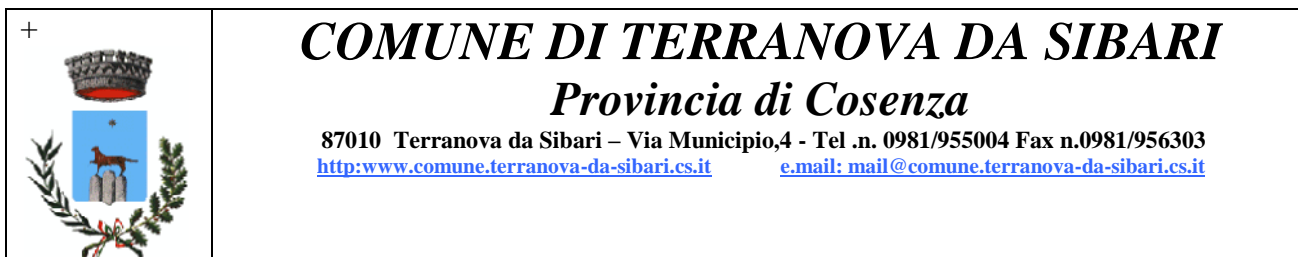 +
COMUNE DI TERRANOVA DA SIBARI
Provincia di Cosenza
87010 Terranova da Sibari – Via Municipio,4 - Tel .n. 0981/955004 Fax n.0981/956303
http:www.comune.terranova-da-sibari.cs.it e.mail: mail@comune.terranova-da-sibari.cs.it